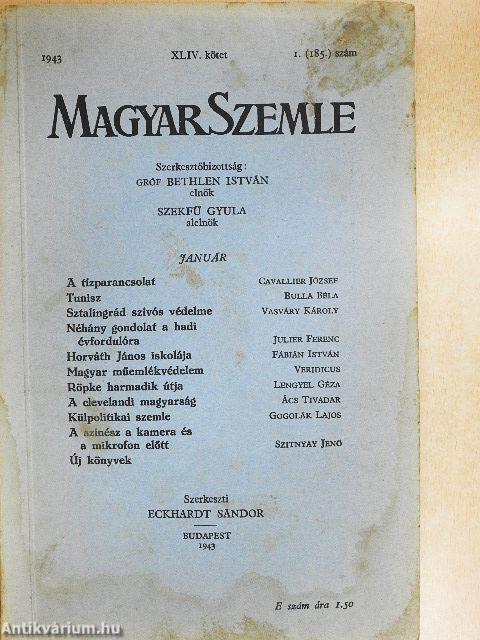 1943 XLIV. kötet 1. (185.) szám
MAGYAR SZEMLE
Szerkesztőbizottság:
GRÓF BETHLEN ISTVÁN
elnök
SZEKFŰ GYULA
alelnök
JANUÁR
A tízparancsolat CAVALLIER JÓZSEF
Tunisz BULLA BÉLA
Sztalingrád szívós védelme VASVÁRY KÁROLY
Néhány gondolat a hadi
évfordulóra JULIER FERENC
Horváth János iskolája FÁBIÁN ISTVÁN
Magyar műemlékvédelem VERIDICUS
Röpke harmadik útja LENGYEL GÉZA
A clevelandi magyarság ÁCS TIVADAR
Külpolitikai szemle GOGOLÁK LAJOS
A színész a kamera és
a mikrofon előtt SZITNYAY JENŐ
Új könyvek
Szerkeszti
ECKHARDT SÁNDOR
BUDAPEST
1943
E szám ára 1.50
Antikvárium.hu